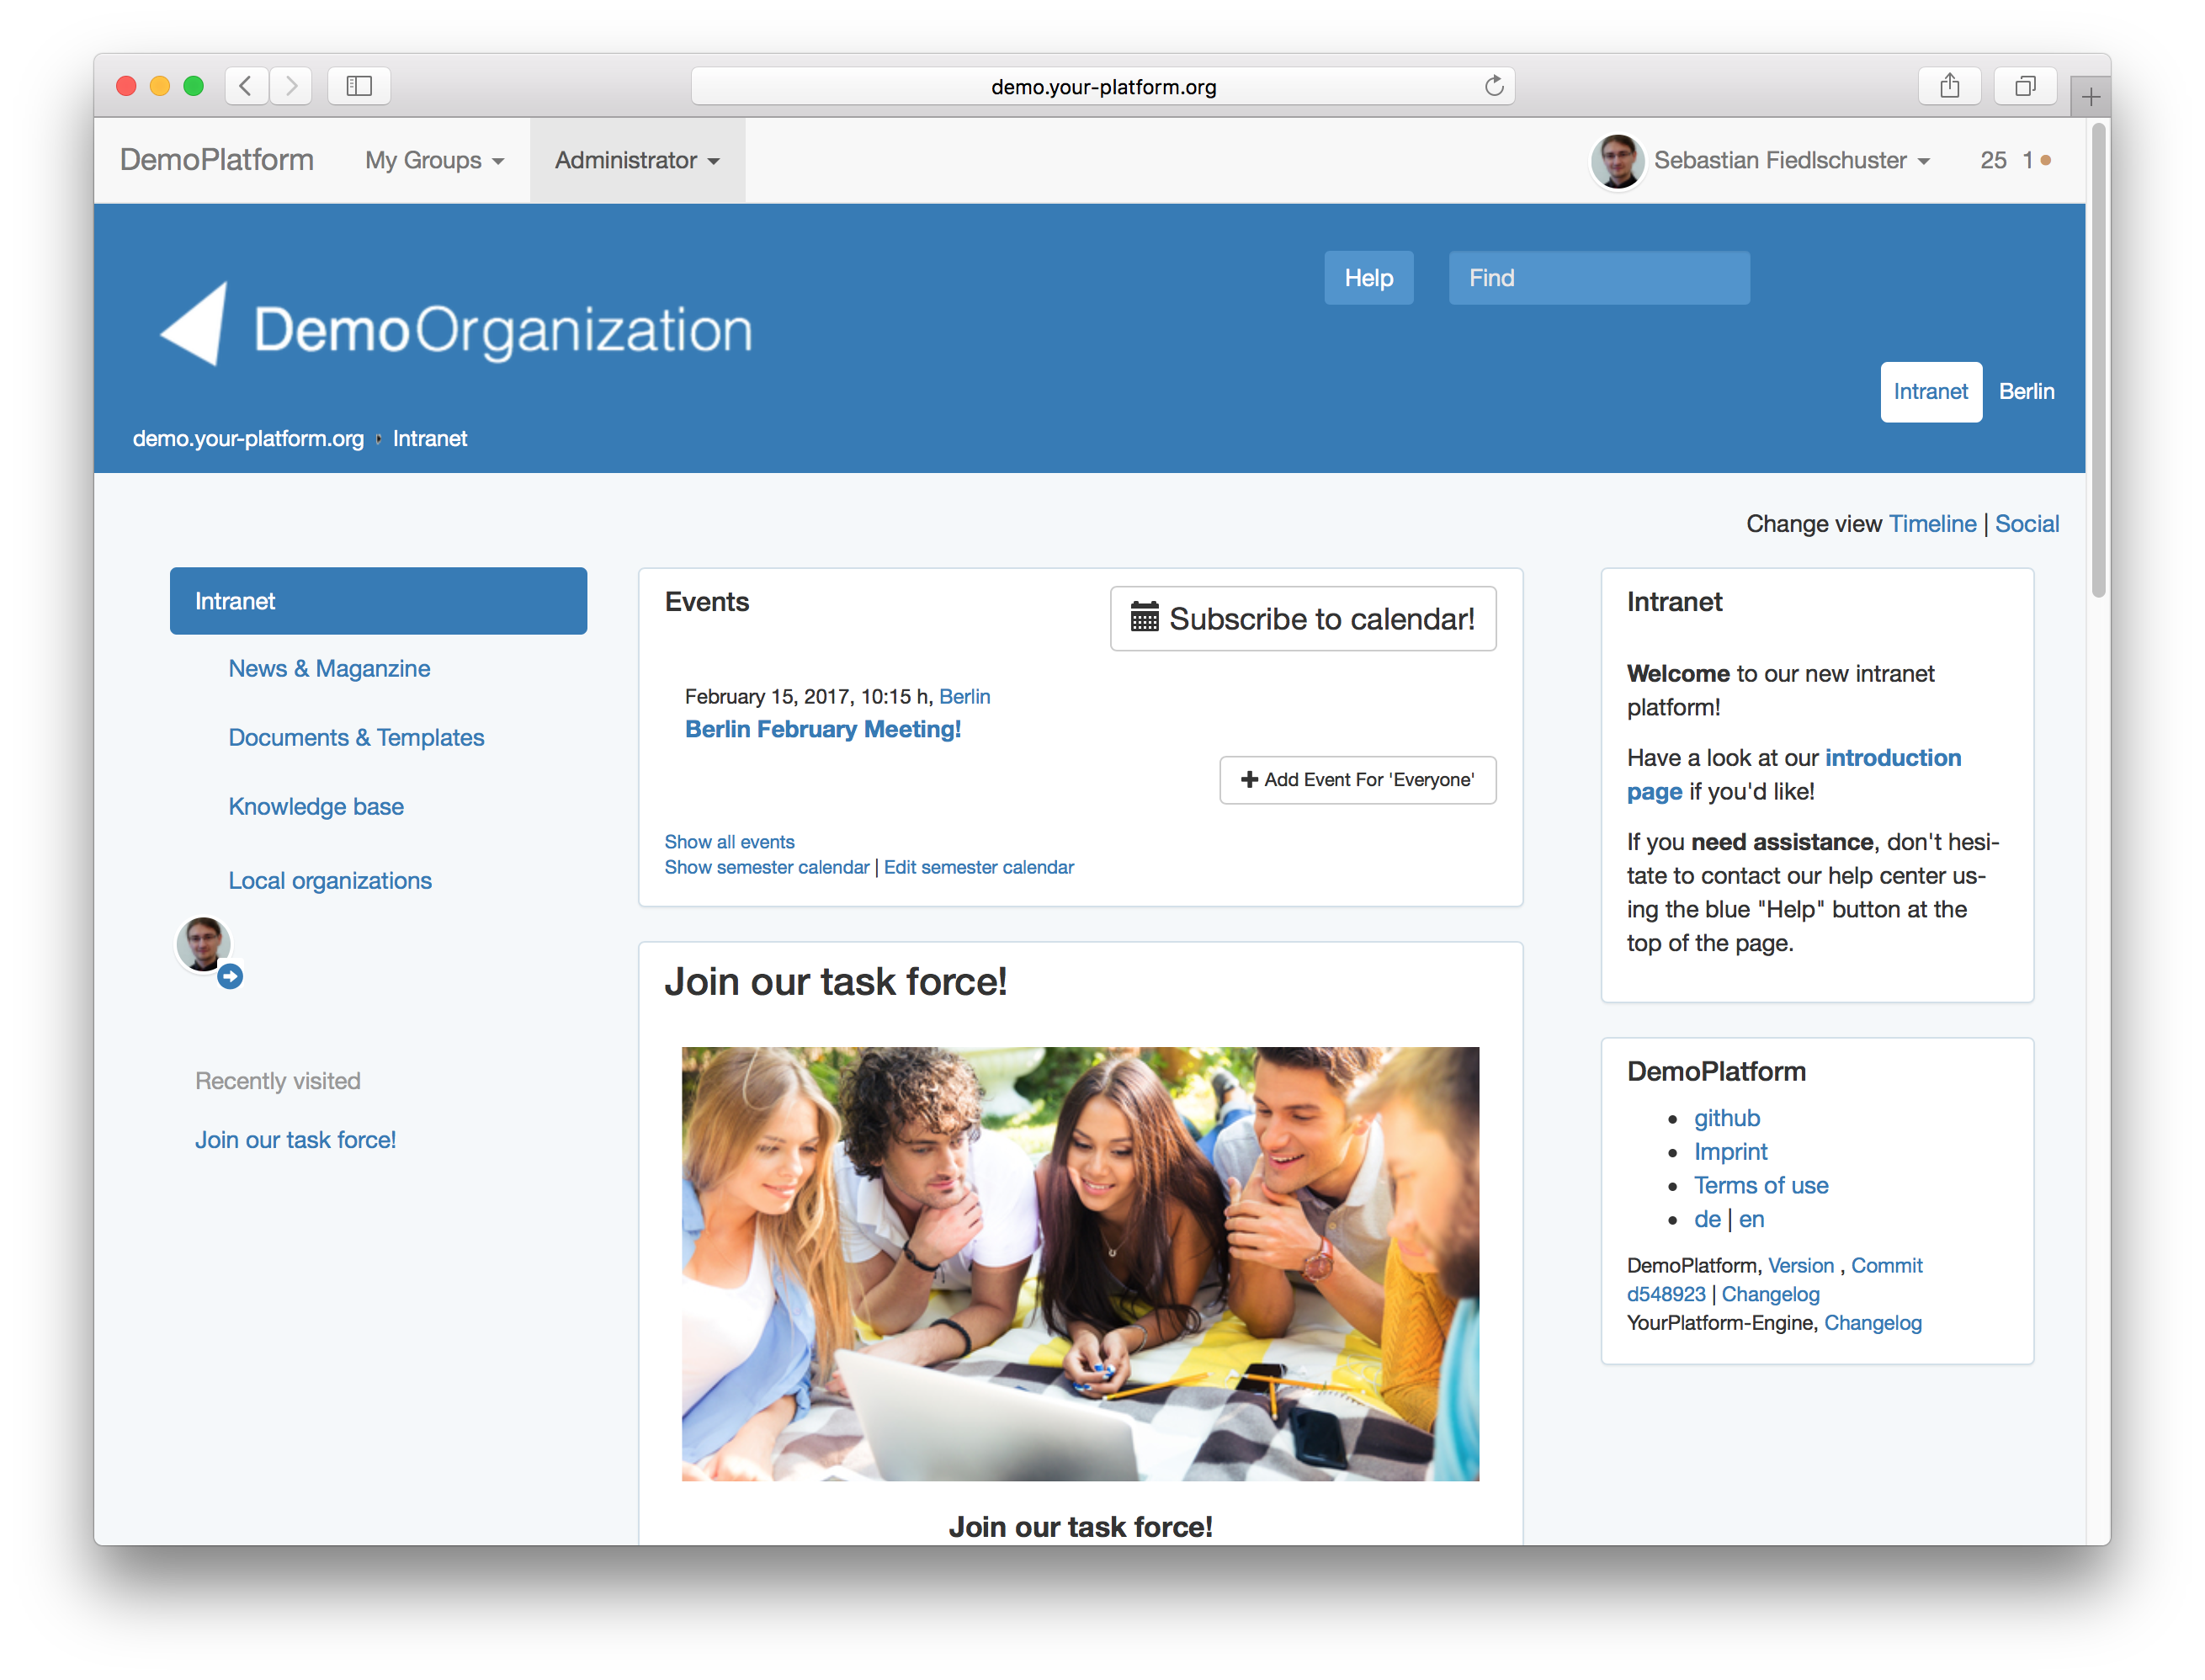 demo.your-platform.org
DemoPlatform My Groups Administrator Sebastian Fiedlschuster 25 1
Help Find
DemoOrganization
Intranet Berlin
demo.your-platform.org Intranet
Change view Timeline | Social
Intranet
News & Maganzine
Documents & Templates
Knowledge base
Local organizations
Recently visited
Join our task force!
Events
Subscribe to calendar!
February 15, 2017, 10:15 h, Berlin
Berlin February Meeting!
Add Event For 'Everyone'
Show all events
Show semester calendar | Edit semester calendar
Join our task force!
Join our task force!
Intranet
Welcome to our new intranet
platform!
Have a look at our introduction
page if you'd like!
If you need assistance, don't hesi-
tate to contact our help center us-
ing the blue "Help" button at the
top of the page.
DemoPlatform
github
Imprint
Terms of use
de | en
DemoPlatform, Version , Commit
d548923 | Changelog
YourPlatform-Engine, Changelog